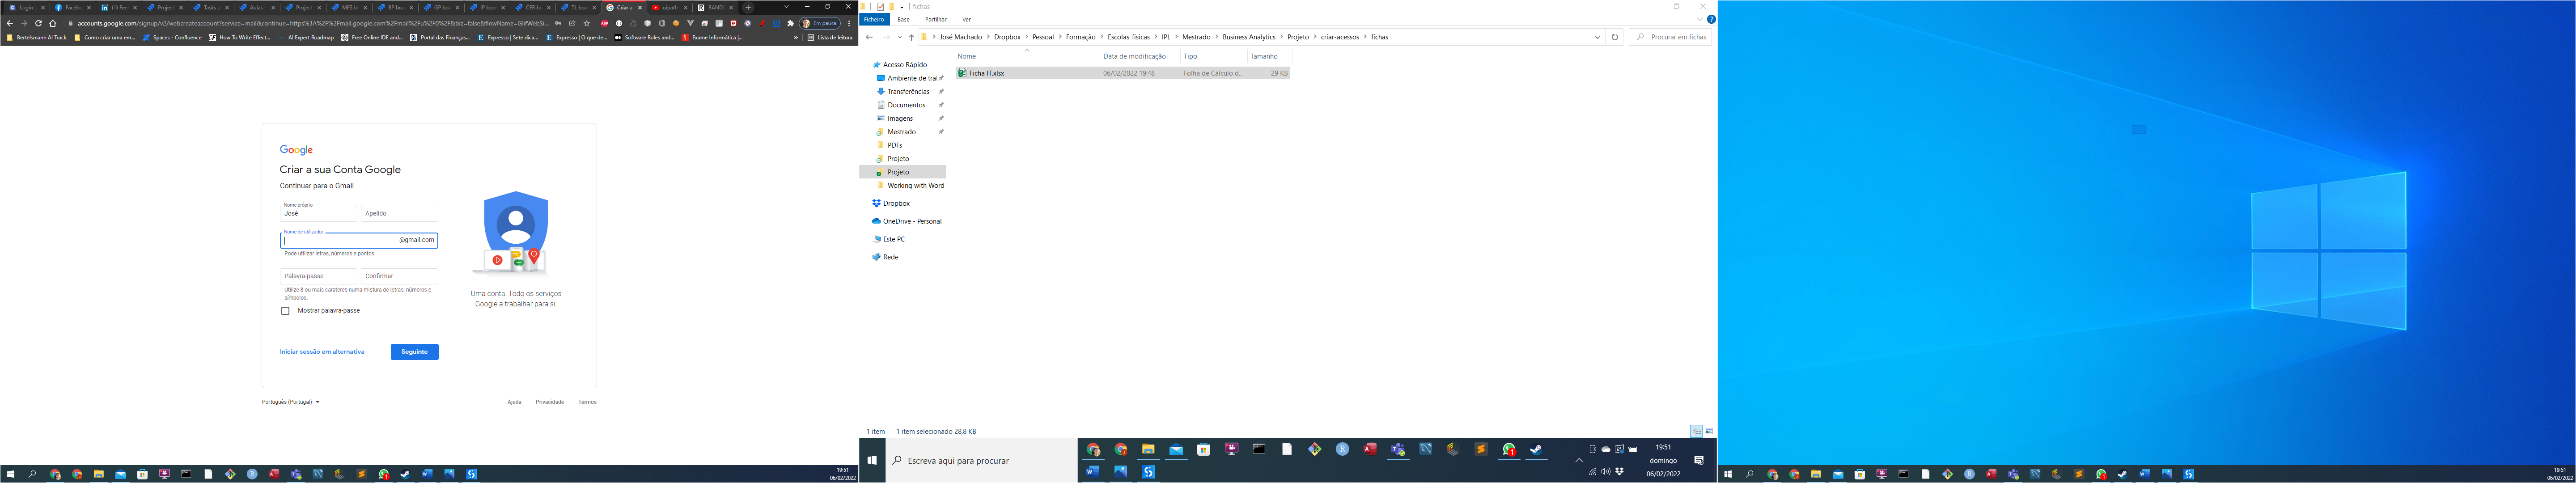 Login
Facebo
(1) Feed
Project
Tasks o
Aulas
Project
MES b
BP boa
GP boa
IP boa
CER b
TL boa
Criar a
uipath
RAND
accounts.google.com/signup/v2/webcreateaccount?service=mail&continue=https%3A%2F%2Fmail.google.com%2Fmail%2Fu%2F0%2F&biz=false&flowName=GlifWebSi...
Em pausa
Bertelsmann AI Track
Como criar uma em...
Spaces - Confluence
How To Write Effect...
AI Expert Roadmap
Free Online IDE and...
Portal das Finanças...
Expresso | Sete dica...
Expresso | O que de...
Software Roles and...
Exame Informática |...
»
Lista de leitura
Google
Criar a sua Conta Google
Continuar para o Gmail
Nome próprio
José
Apelido
Nome de utilizador
@gmail.com
Pode utilizar letras, números e pontos.
Palavra-passe
Confirmar
Utilize 8 ou mais carateres numa mistura de letras, números e
símbolos.
Mostrar palavra-passe
Iniciar sessão em alternativa
Seguinte
Uma conta. Todo os serviços
Google a trabalhar para si.
Português (Portugal)
Ajuda
Privacidade
Termos
19:51
06/02/2022
fichas
Ficheiro
Base
Partilhar
Ver
José Machado > Dropbox > Pessoal > Formação > Escolas_físicas > IPL > Mestrado > Business Analytics > Projeto > criar-acessos > fichas
Procurar em fichas
Nome
Data de modificação
Tipo
Tamanho
Ficha IT.xlsx
06/02/2022 19:48
Folha de Cálculo d...
29 KB
Acesso Rápido
Ambiente de tral
Transferências
Documentos
Imagens
Mestrado
PDFs
Projeto
Projeto
Working with Word
Dropbox
OneDrive - Personal
Este PC
Rede
1 item
1 item selecionado 28,8 KB
Escreva aqui para procurar
19:51
domingo
06/02/2022
19:51
06/02/2022